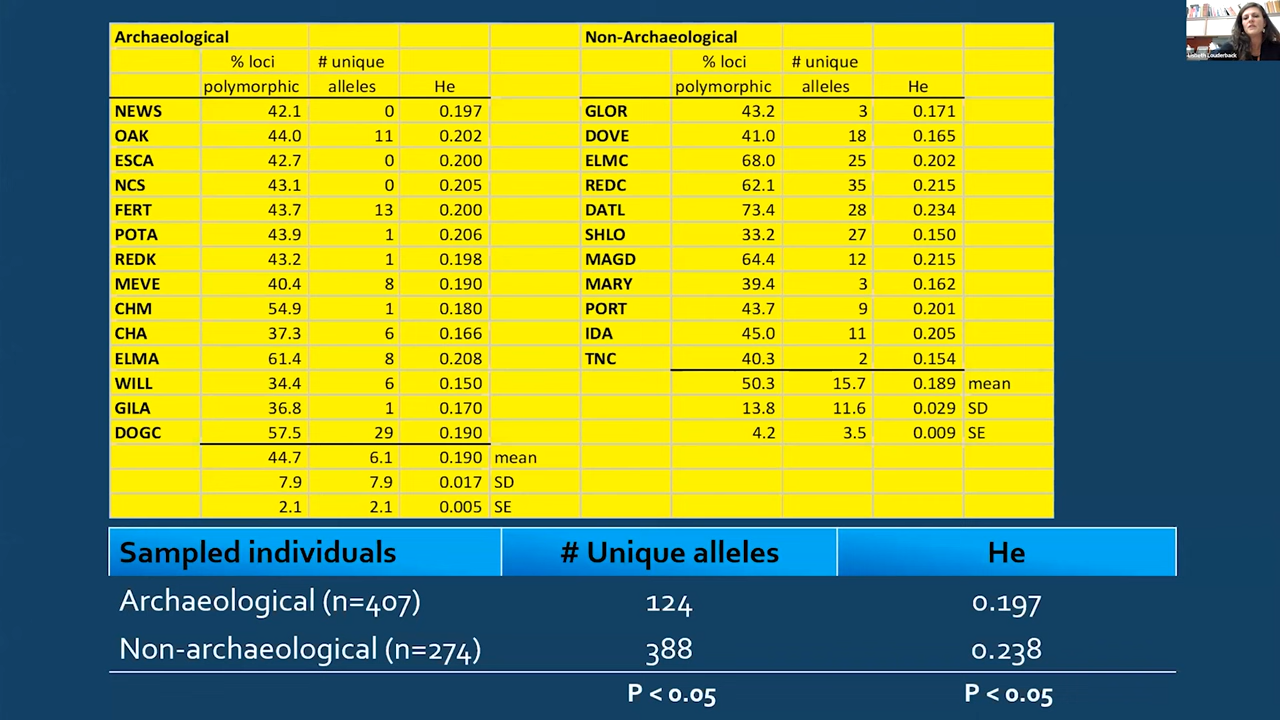 Archaeological Non-Archaeological
% loci # unique % loci # unique
polymorphic alleles He polymorphic alleles He
NEWS 42.1 0 0.197 GLOR 43.2 3 0.171
OAK 44.0 11 0.202 DOVE 41.0 18 0.165
ESCA 42.7 0 0.200 ELMC 68.0 25 0.202
NCS 43.1 0 0.205 REDC 62.1 35 0.215
FERT 43.7 13 0.200 DATL 73.4 28 0.234
POTA 43.9 1 0.206 SHLO 33.2 27 0.150
REDK 43.2 1 0.198 MAGD 64.4 12 0.215
MEVE 40.4 8 0.190 MARY 39.4 3 0.162
CHM 54.9 1 0.180 PORT 43.7 9 0.201
CHA 37.3 6 0.166 IDA 45.0 11 0.205
ELMA 61.4 8 0.208 TNC 40.3 2 0.154
WILL 34.4 6 0.150 50.3 15.7 0.189 mean
GILA 36.8 1 0.170 13.8 11.6 0.029 SD
DOGC 57.5 29 0.190 4.2 3.5 0.009 SE
44.7 6.1 0.190 mean
7.9 7.9 0.017 SD
2.1 2.1 0.005 SE
Sampled individuals # Unique alleles He
Archaeological (n=407) 124 0.197
Non-archaeological (n=274) 388 0.238
P < 0.05 P < 0.05
Louderback